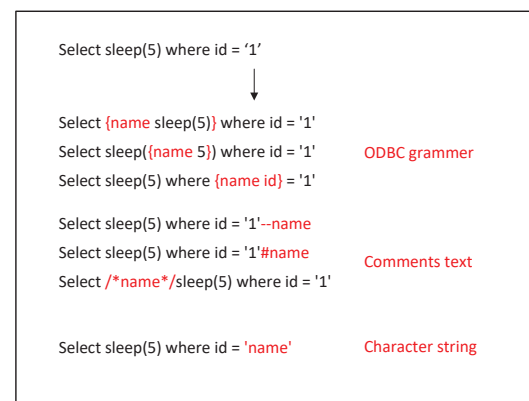 Select sleep(5) where id = ‘1’
Select {name sleep(5)} where id = '1'
Select sleep({name 5}) where id = '1'
ODBC grammer
Select sleep(5) where {name id} = '1'
Select sleep(5) where id = '1'--name
Select sleep(5) where id = '1'#name
Comments text
Select /*name*/sleep(5) where id = '1'
Select sleep(5) where id = 'name'
Character string